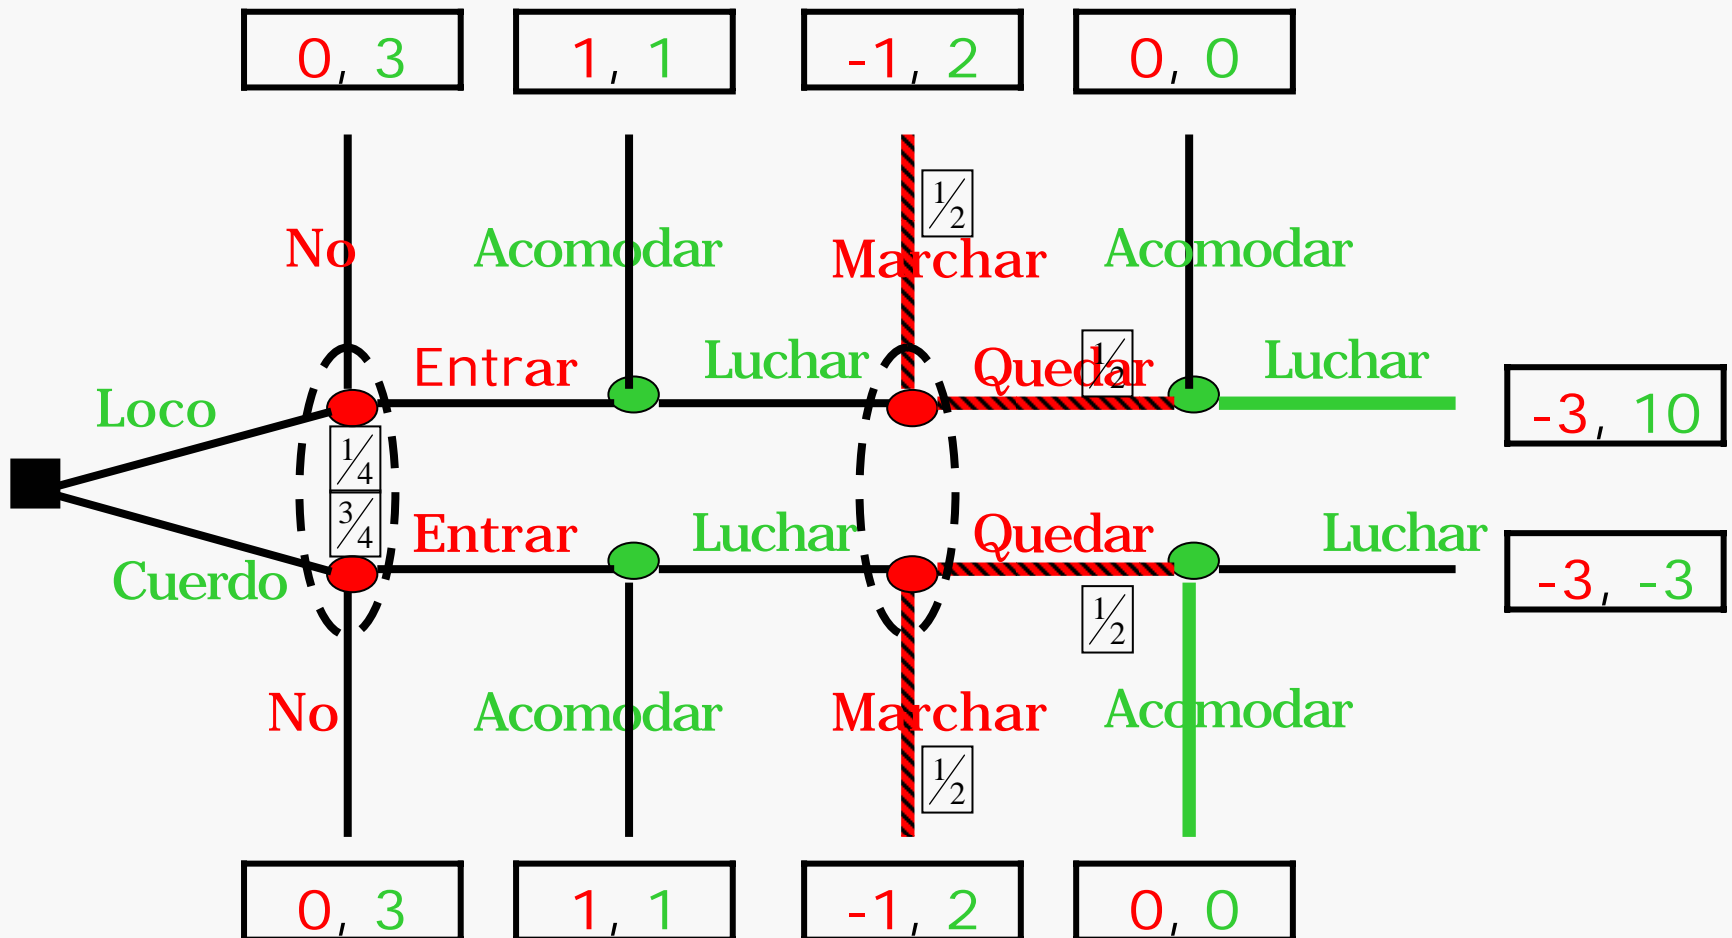 0, 3
1, 1
-1, 2
0, 0
1/2
No
Acomodar
Marchar
Acomodar
Entrar
Luchar
Quedar
1/2
Luchar
Loco
-3, 10
1/4
3/4
Entrar
Luchar
Quedar
Luchar
Cuerdo
-3, -3
1/2
No
Acomodar
Marchar
Acomodar
1/2
0, 3
1, 1
-1, 2
0, 0